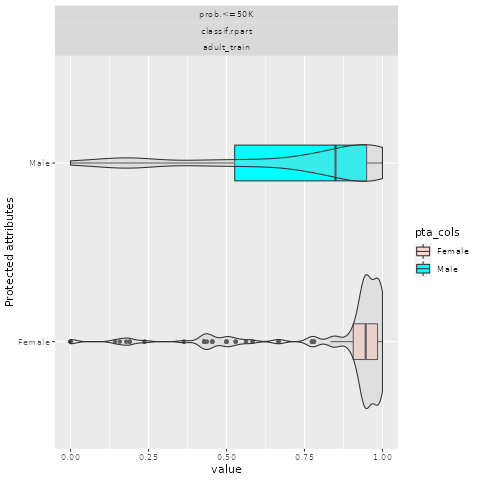 prob.<=50K
classif.rpart
adult_train
Protected attributes
Male
Female
0.00 0.25 0.50 0.75 1.00
value
pta_cols
Female
Male